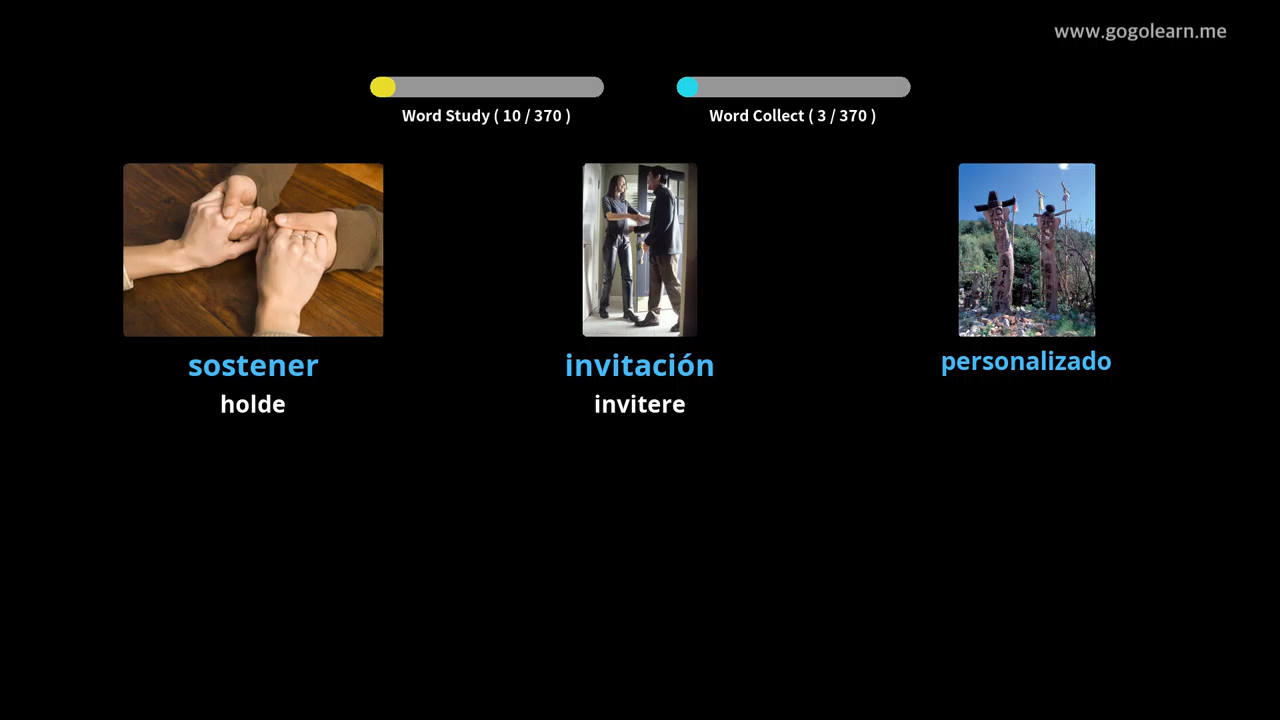 www.gogolearn.me
Word Study ( 10 / 370 )
Word Collect ( 3 / 370 )
sostener
invitación
personalizado
holde
invitere